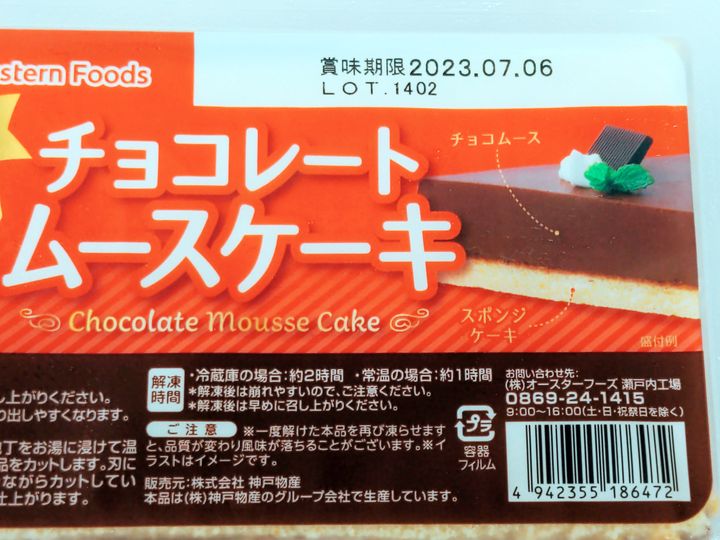 stern Foods
賞味期限2023.07.06
LOT.1402
チョコレート
ムースケーキ
Chocolate Mousse Cake
チョコムース
スポンジ
ケーキ
盛付例
し上がりください。
り出しやすくなります。
包丁をお湯に浸けて温
品をカットします。刃に
ながらカットしてい
仕上がります。
解凍
時間
・冷蔵庫の場合:約2時間 ・常温の場合:約1時間
*解凍後は崩れやすいので、ご注意ください。
*解凍後は早めに召し上がりください。
ご注意 ※一度解けた本品を再び凍らせます
と、品質が変わり風味が落ちることがございます。※イ
ラストはイメージです。
販売元:株式会社 神戸物産
本品は(株)神戸物産のグループ会社で生産しています。
プラ
容器
フィルム
お問い合わせ先:
(株)オースターフーズ 瀬戸内工場
0869-24-1415
9:00~16:00(土・日・祝祭日を除く)
4 942355 186472